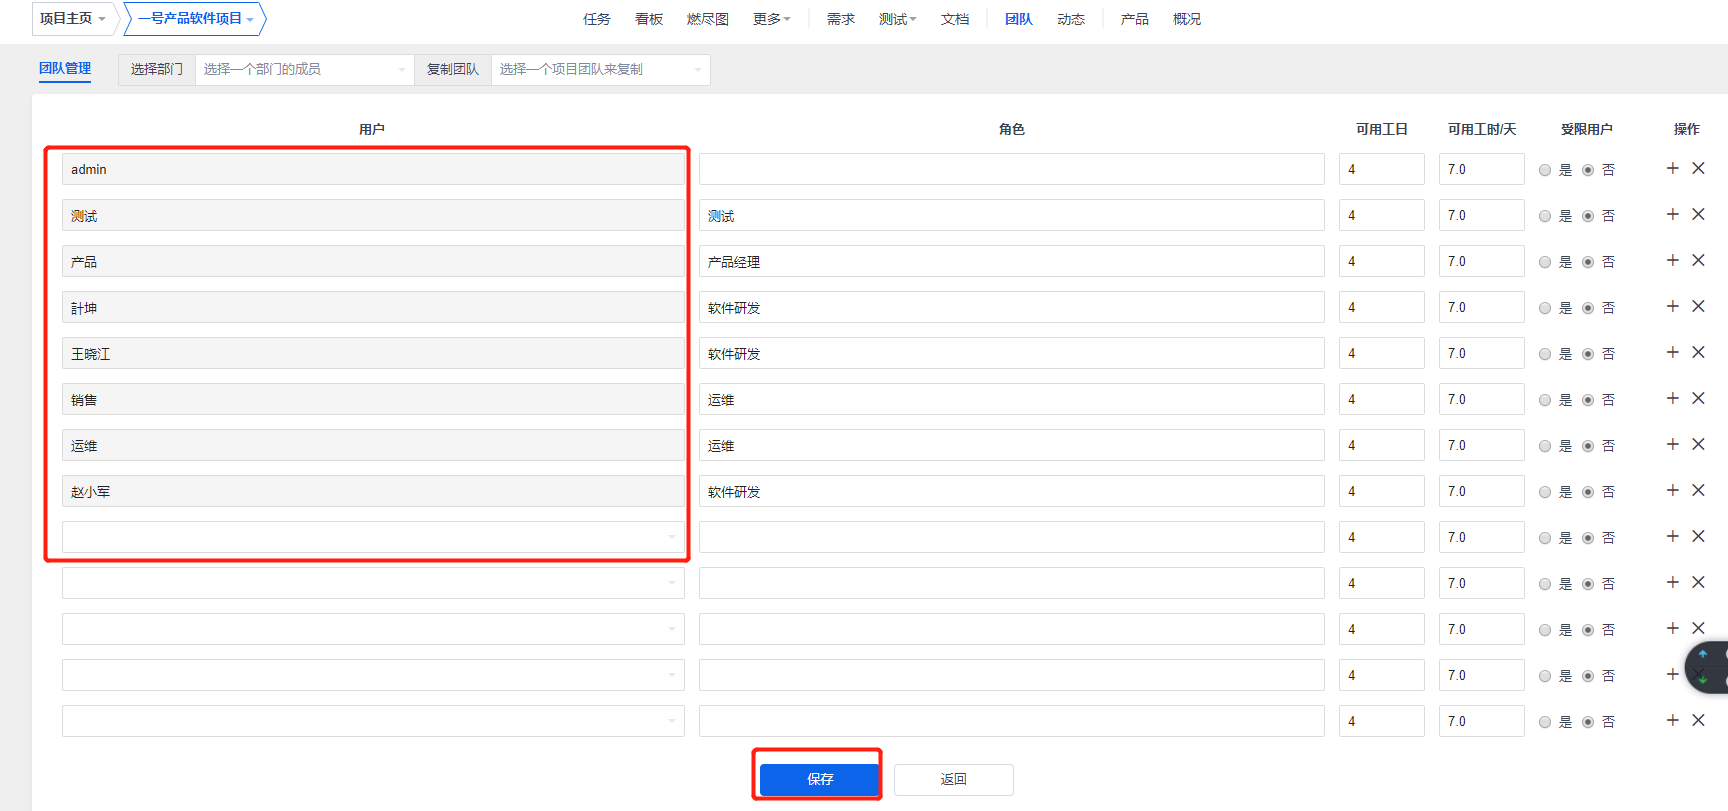 项目主页 一号产品软件项目 任务 看板 燃尽图 更多 需求 测试 文档 团队 动态 产品 概况
团队管理 选择部门 选择一个部门的成员 复制团队 选择一个项目团队来复制
用户 角色 可用工日 可用工时/天 受限用户 操作
admin 4 7.0 是 否
测试 测试 4 7.0 是 否
产品 产品经理 4 7.0 是 否
計坤 软件研发 4 7.0 是 否
王晓江 软件研发 4 7.0 是 否
销售 运维 4 7.0 是 否
运维 运维 4 7.0 是 否
赵小军 软件研发 4 7.0 是 否
4 7.0 是 否
4 7.0 是 否
4 7.0 是 否
4 7.0 是 否
4 7.0 是 否
保存 返回